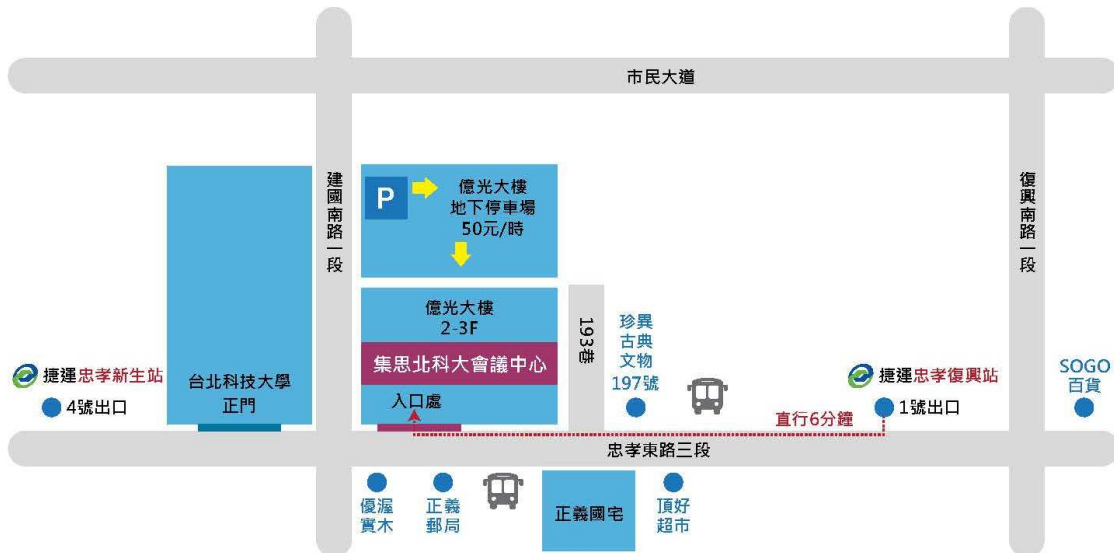 市民大道
建國南路一段
復興南路一段
P
億光大樓
地下停車場
50元/時
億光大樓
2-3F
集思北科大會議中心
入口處
193巷
珍異
古典
文物
197號
捷運忠孝新生站
4號出口
台北科技大學
正門
捷運忠孝復興站
1號出口
SOGO
百貨
直行6分鐘
忠孝東路三段
優渥
實木
正義
郵局
正義國宅
頂好
超市